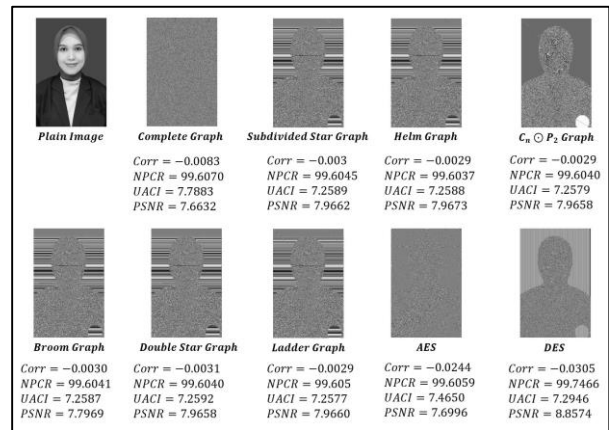 Plain Image
Complete Graph
Subdivided Star Graph
Helm Graph
Cₙ ⊙ P₂ Graph
Corr = −0.0083
NPCR = 99.6070
UACI = 7.7883
PSNR = 7.6632
Corr = −0.003
NPCR = 99.6045
UACI = 7.2589
PSNR = 7.9662
Corr = −0.0029
NPCR = 99.6037
UACI = 7.2588
PSNR = 7.9673
Corr = −0.0029
NPCR = 99.6040
UACI = 7.2579
PSNR = 7.9658
Broom Graph
Double Star Graph
Ladder Graph
AES
DES
Corr = −0.0030
NPCR = 99.6041
UACI = 7.2587
PSNR = 7.7969
Corr = −0.0031
NPCR = 99.6040
UACI = 7.2592
PSNR = 7.9658
Corr = −0.0029
NPCR = 99.605
UACI = 7.2577
PSNR = 7.9660
Corr = −0.0244
NPCR = 99.6059
UACI = 7.4650
PSNR = 7.6996
Corr = −0.0305
NPCR = 99.7466
UACI = 7.2946
PSNR = 8.8574